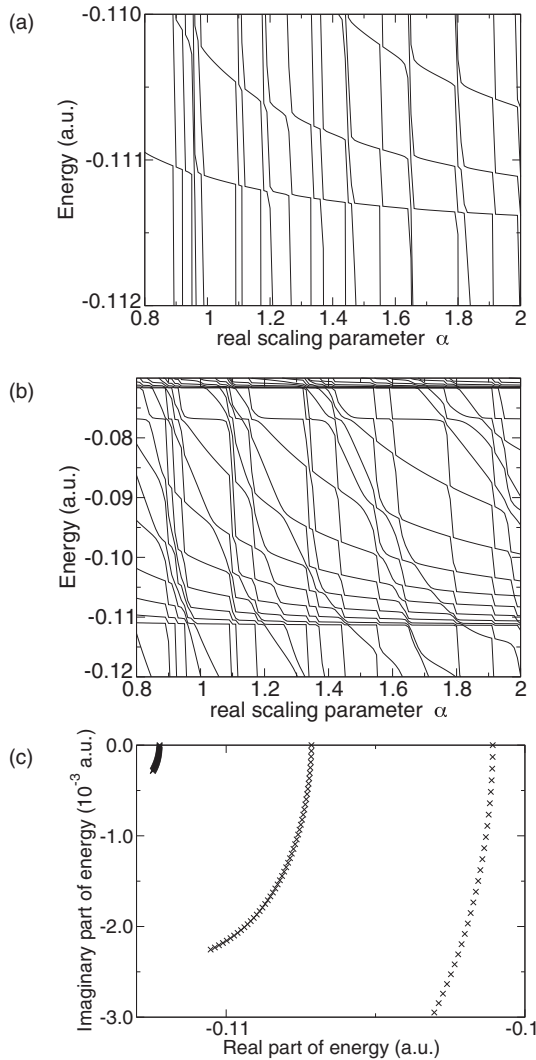 (a)
-0.110
-0.111
-0.112
Energy (a.u.)
0.8 1 1.2 1.4 1.6 1.8 2
real scaling parameter α
(b)
-0.08
-0.09
-0.10
-0.11
-0.12
Energy (a.u.)
0.8 1 1.2 1.4 1.6 1.8 2
real scaling parameter α
(c)
0.0
-1.0
-2.0
-3.0
Imaginary part of energy (10⁻³ a.u.)
-0.11 -0.1
Real part of energy (a.u.)